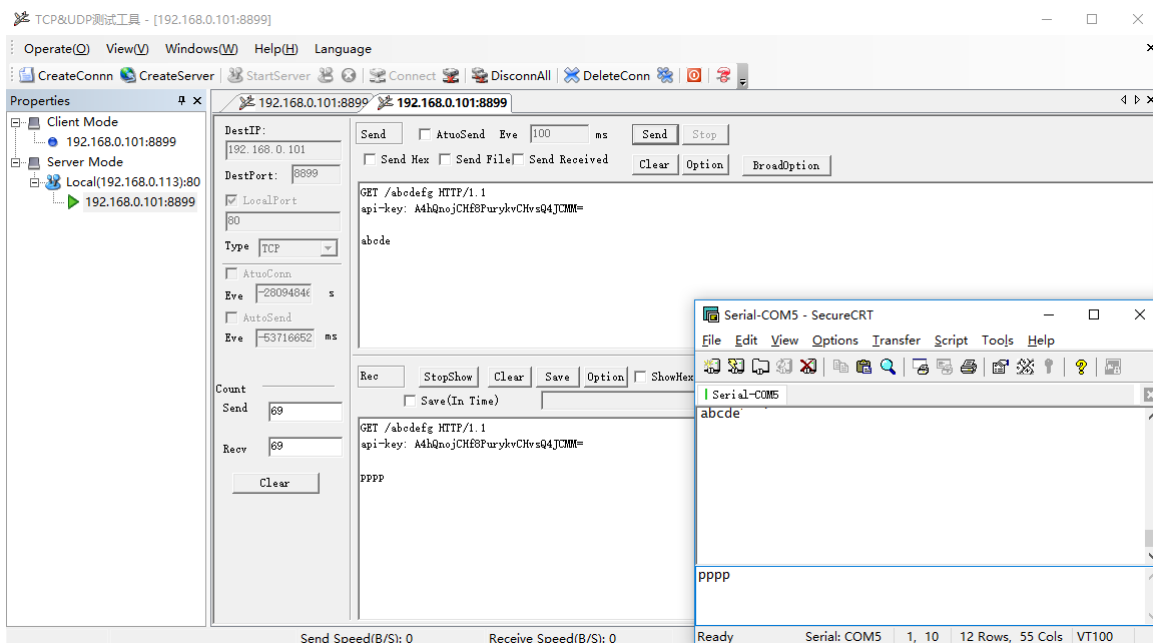 TCP&UDP测试工具 - [192.168.0.101:8899]
Operate(O) View(V) Windows(W) Help(H) Language
CreateConnn CreateServer StartServer Connect DisconnAll DeleteConn
Properties
Client Mode
192.168.0.101:8899
Server Mode
Local(192.168.0.113):80
192.168.0.101:8899
192.168.0.101:8899 192.168.0.101:8899
DestIP:
192.168.0.101
DestPort: 8899
LocalPort
80
Type TCP
AtuoConn
Eve -28094846 s
AutoSend
Eve -53716652 ms
Count
Send 69
Recv 69
Clear
Send AtuoSend Eve 100 ms Send Stop
Send Hex Send File Send Received Clear Option BroadOption
GET /abcdefg HTTP/1.1
api-key: A4hQnojCHf8PurykvCHvsQ4JCMM=
abcde
Rec StopShow Clear Save Option ShowHex
Save(In Time)
GET /abcdefg HTTP/1.1
api-key: A4hQnojCHf8PurykvCHvsQ4JCMM=
PPPP
Send Speed(B/S): 0 Receive Speed(B/S): 0
Serial-COM5 - SecureCRT
File Edit View Options Transfer Script Tools Help
Serial-COM5
abcde
pppp
Ready Serial: COM5 1, 10 12 Rows, 55 Cols VT100